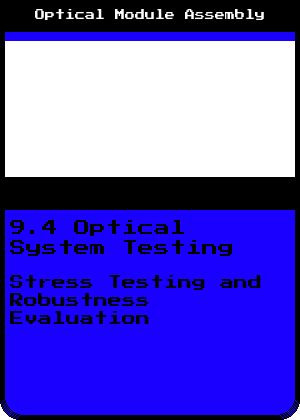 Optical Module Assembly
9.4 Optical
System Testing
Stress Testing and
Robustness
Evaluation